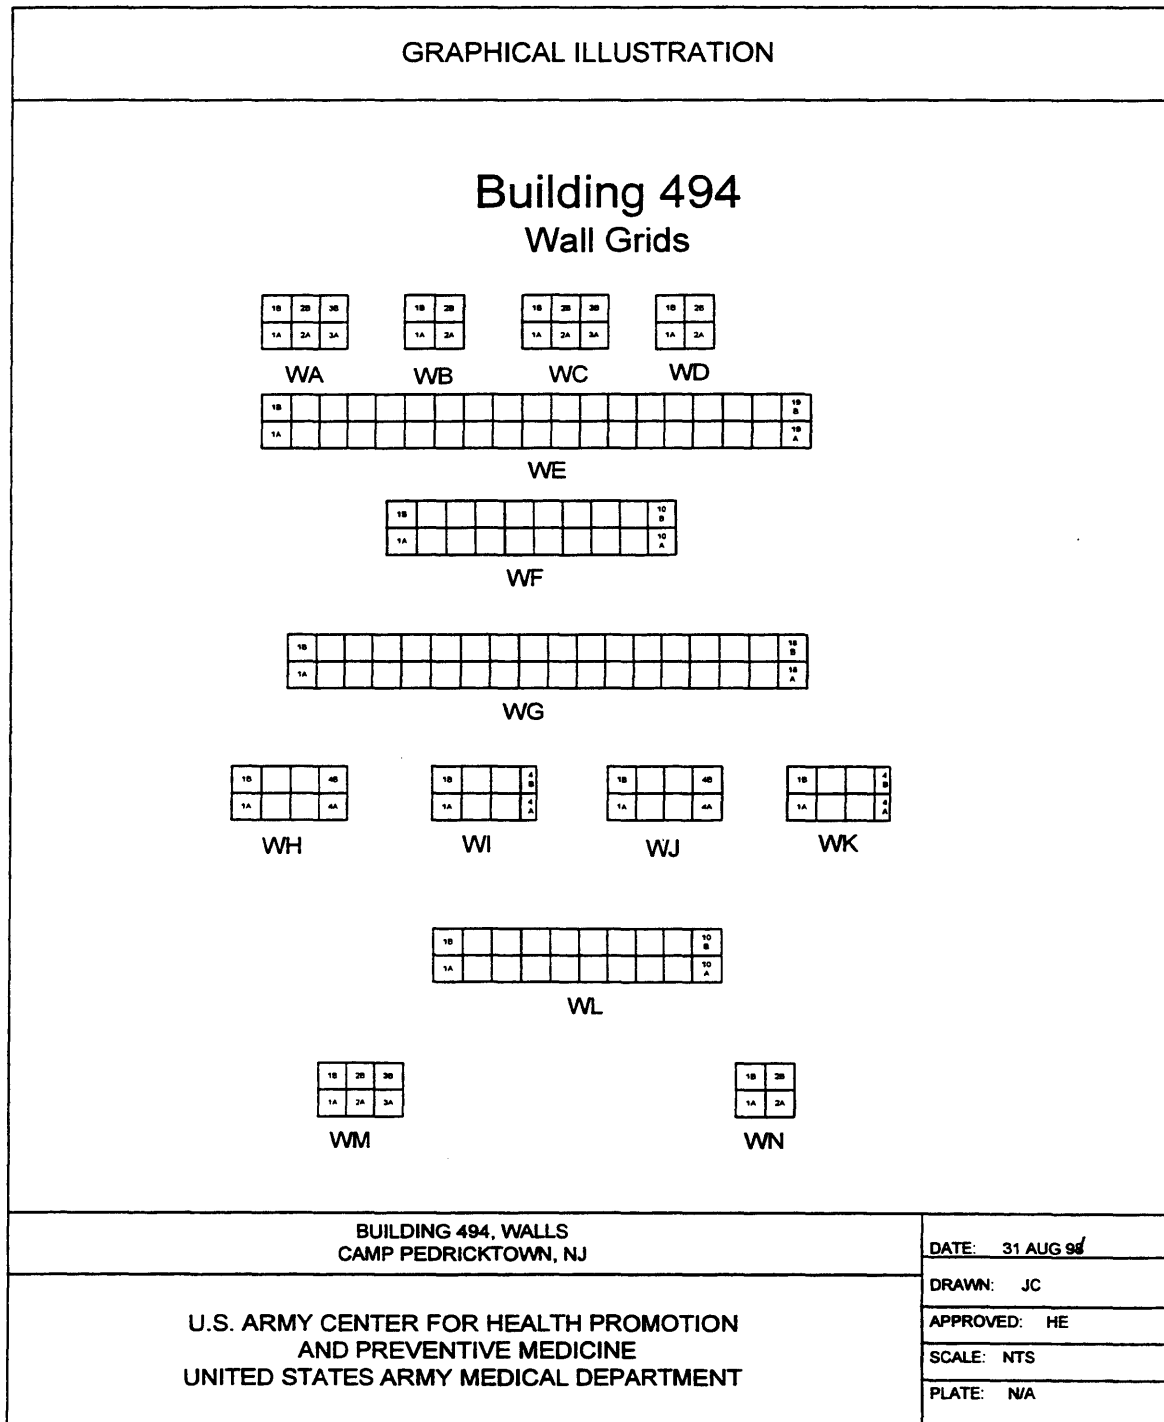 GRAPHICAL ILLUSTRATION
Building 494
Wall Grids
1B 2B 3B
1A 2A 3A
WA
1B 2B
1A 2A
WB
1B 2B 3B
1A 2A 3A
WC
1B 2B
1A 2A
WD
1B 19 B
1A 19 A
WE
1B 10 B
1A 10 A
WF
1B 18 B
1A 18 A
WG
1B 4B
1A 4A
WH
1B 4 B
1A 4 A
WI
1B 4B
1A 4A
WJ
1B 4 B
1A 4 A
WK
1B 10 B
1A 10 A
WL
1B 2B 3B
1A 2A 3A
WM
1B 2B
1A 2A
WN
BUILDING 494, WALLS
CAMP PEDRICKTOWN, NJ
U.S. ARMY CENTER FOR HEALTH PROMOTION
AND PREVENTIVE MEDICINE
UNITED STATES ARMY MEDICAL DEPARTMENT
DATE: 31 AUG 98
DRAWN: JC
APPROVED: HE
SCALE: NTS
PLATE: N/A